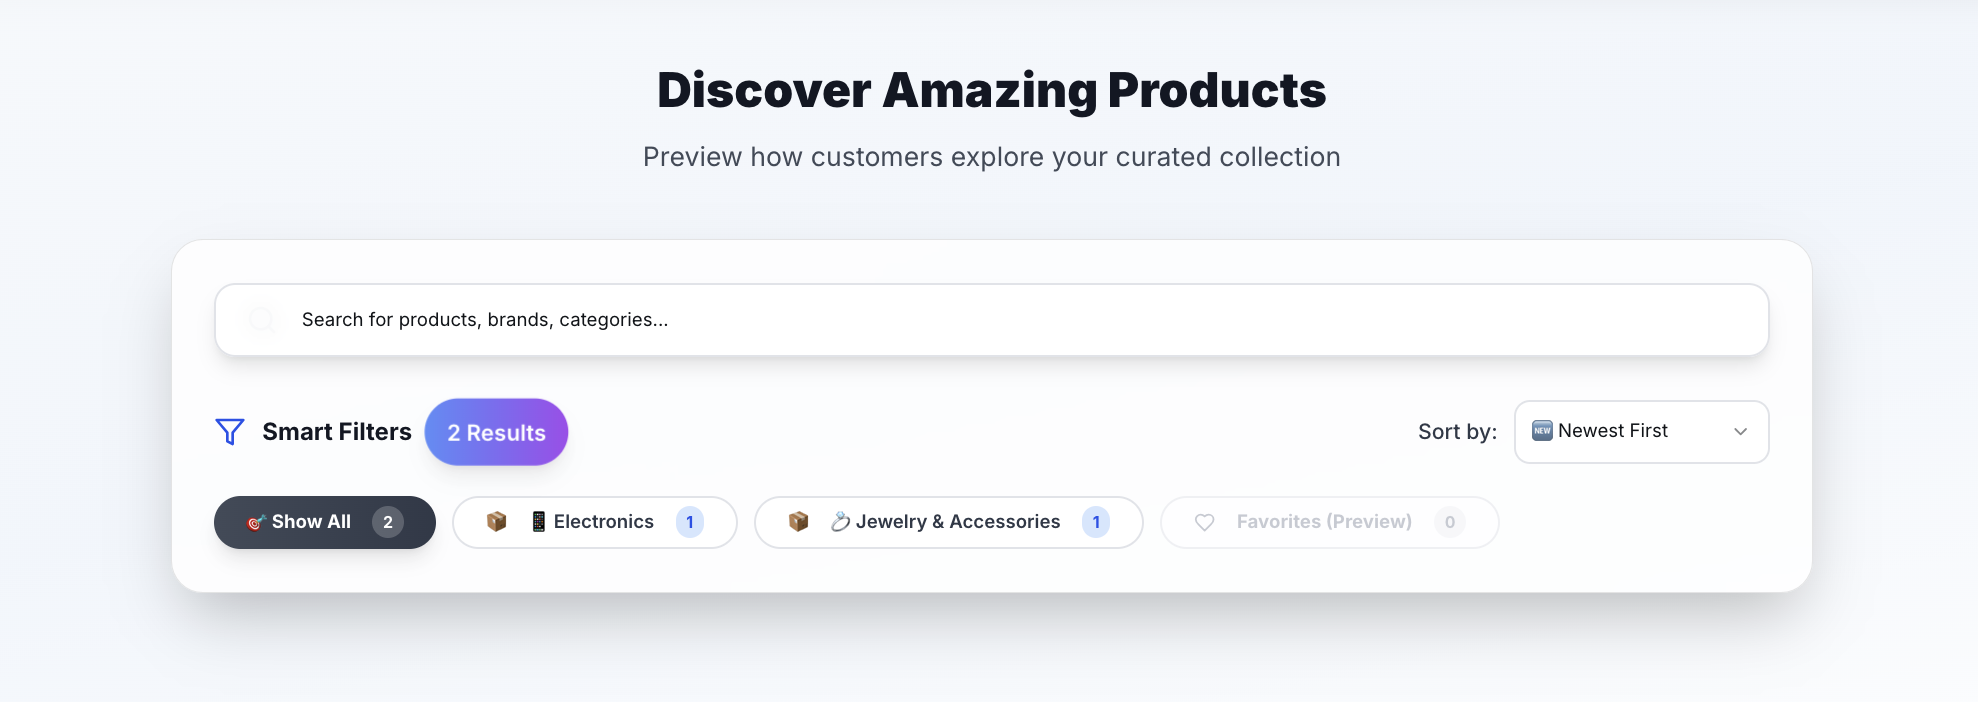 Discover Amazing Products
Preview how customers explore your curated collection
Search for products, brands, categories...
Smart Filters 2 Results Sort by: 🆕 Newest First
🎯 Show All 2 📦 📱 Electronics 1 📦 💍 Jewelry & Accessories 1 Favorites (Preview) 0